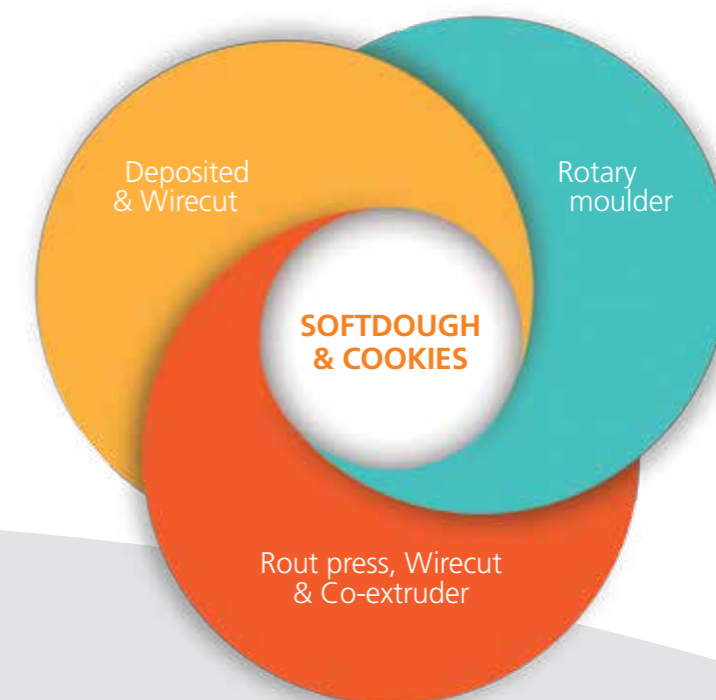 Deposited
& Wirecut
Rotary
moulder
SOFTDOUGH
& COOKIES
Rout press, Wirecut
& Co-extruder